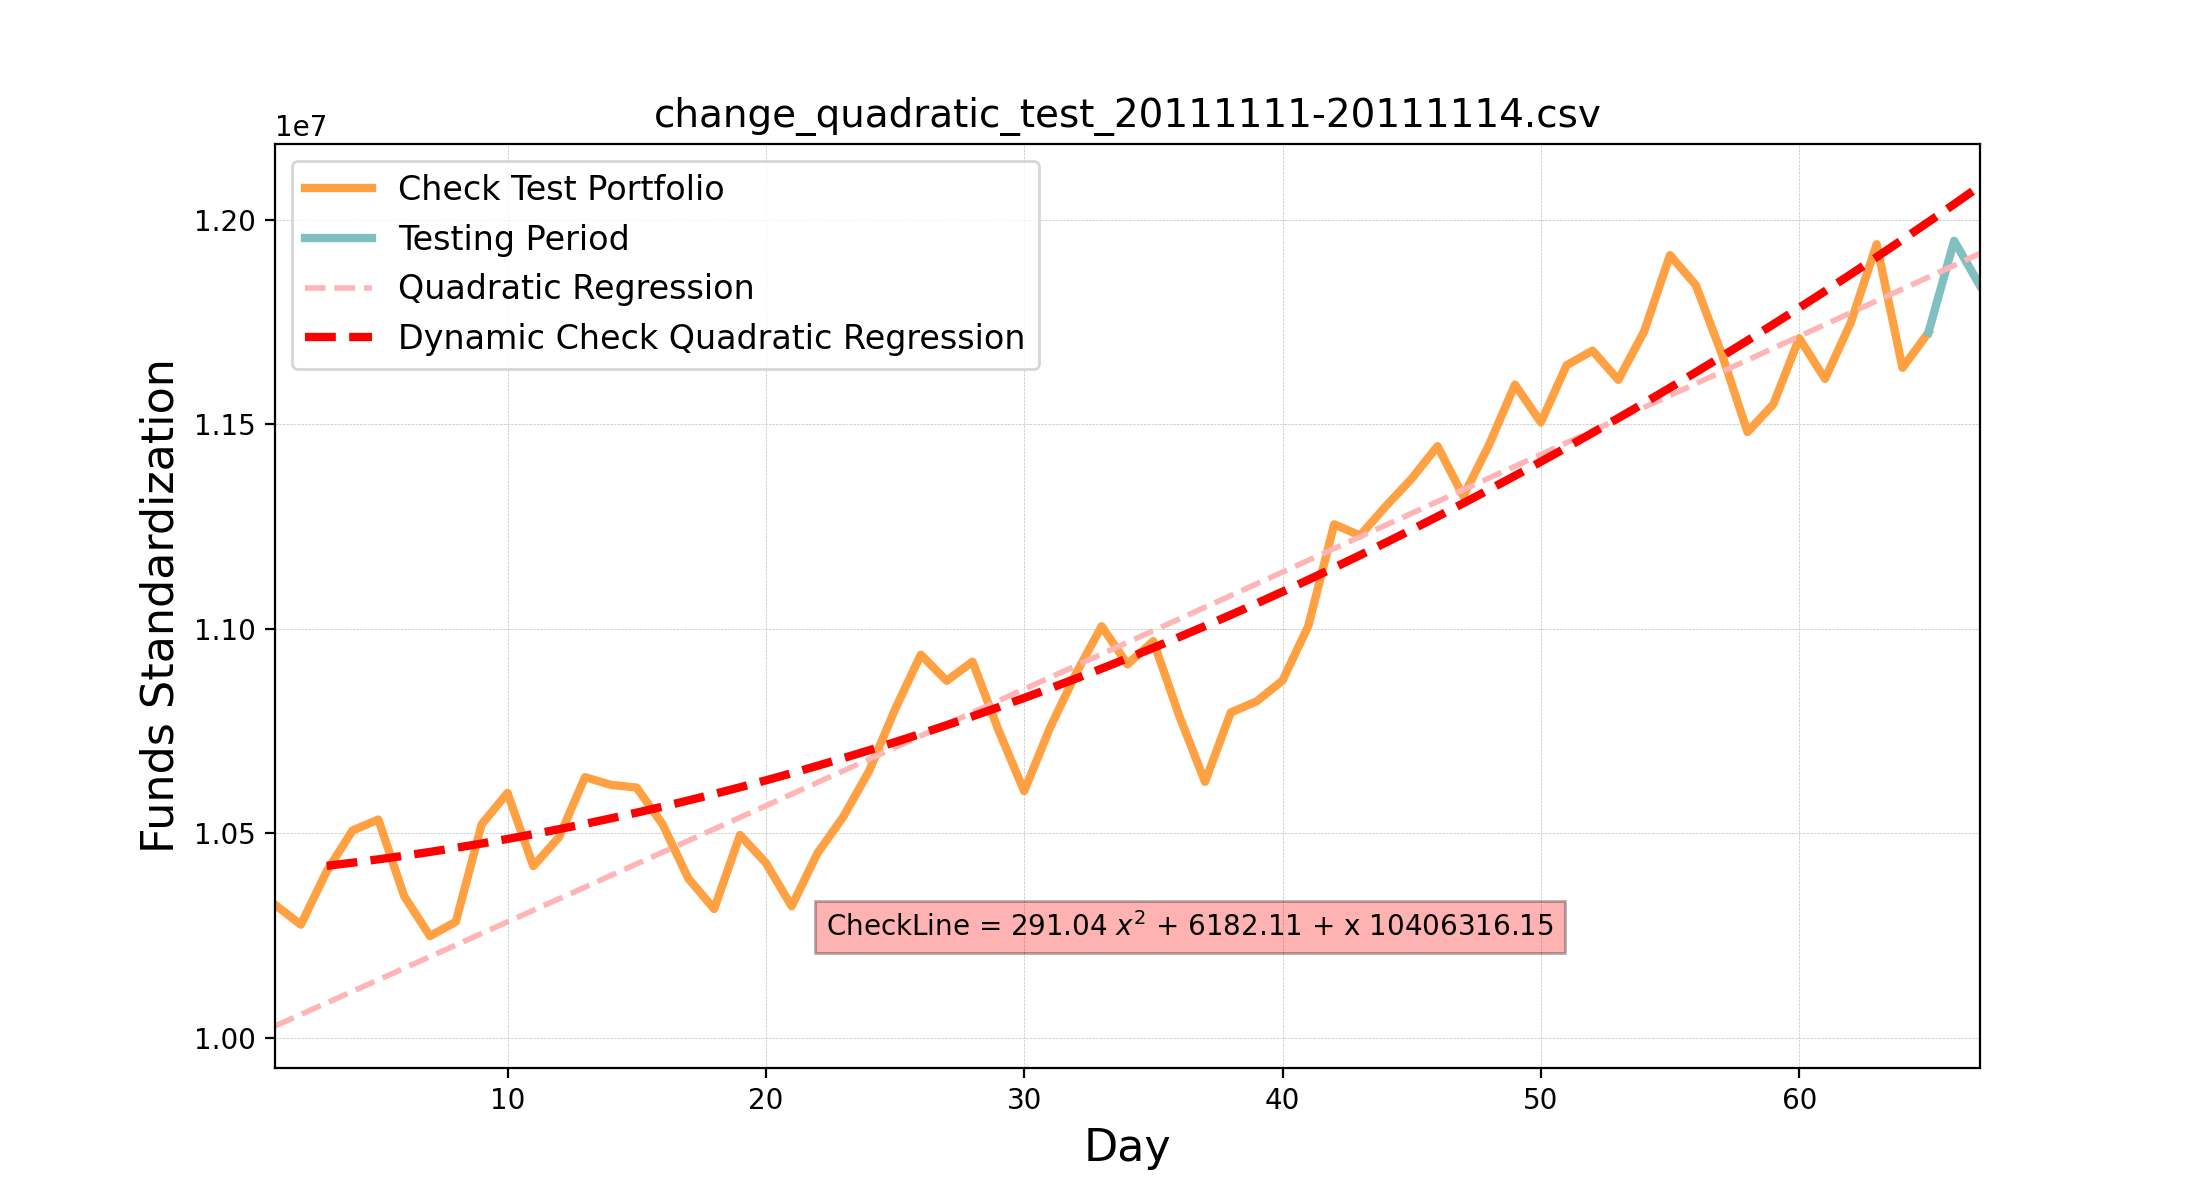 change_quadratic_test_20111111-20111114.csv
1e7
Check Test Portfolio
Testing Period
Quadratic Regression
Dynamic Check Quadratic Regression
1.20
1.15
1.10
1.05
1.00
Funds Standardization
CheckLine = 291.04 x² + 6182.11 + x 10406316.15
10 20 30 40 50 60
Day